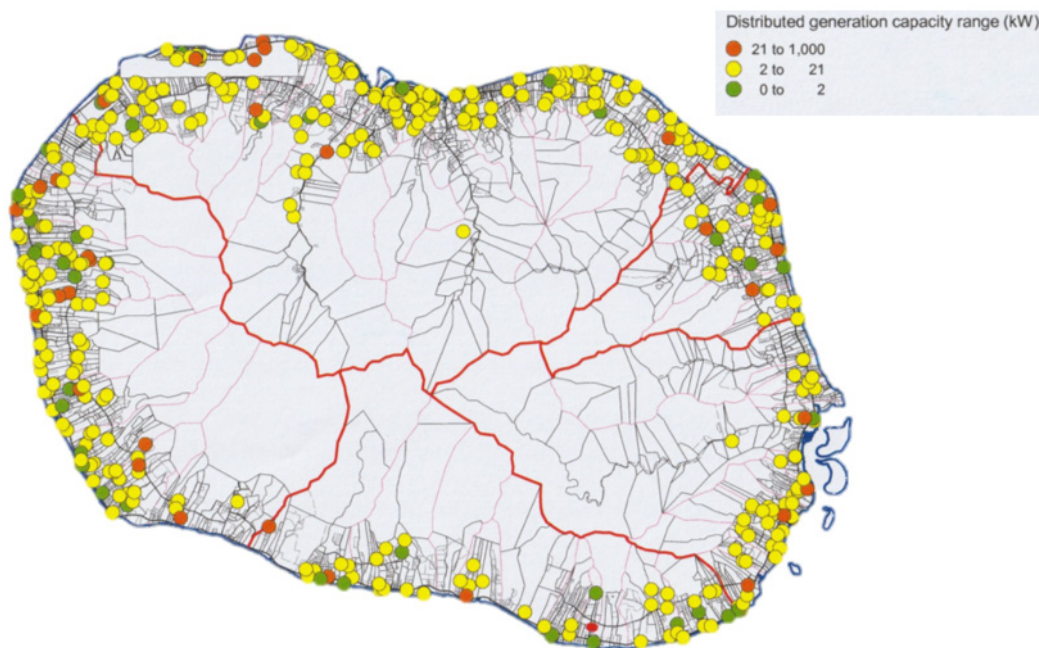 Distributed generation capacity range (kW)
21 to 1,000
2 to 21
0 to 2